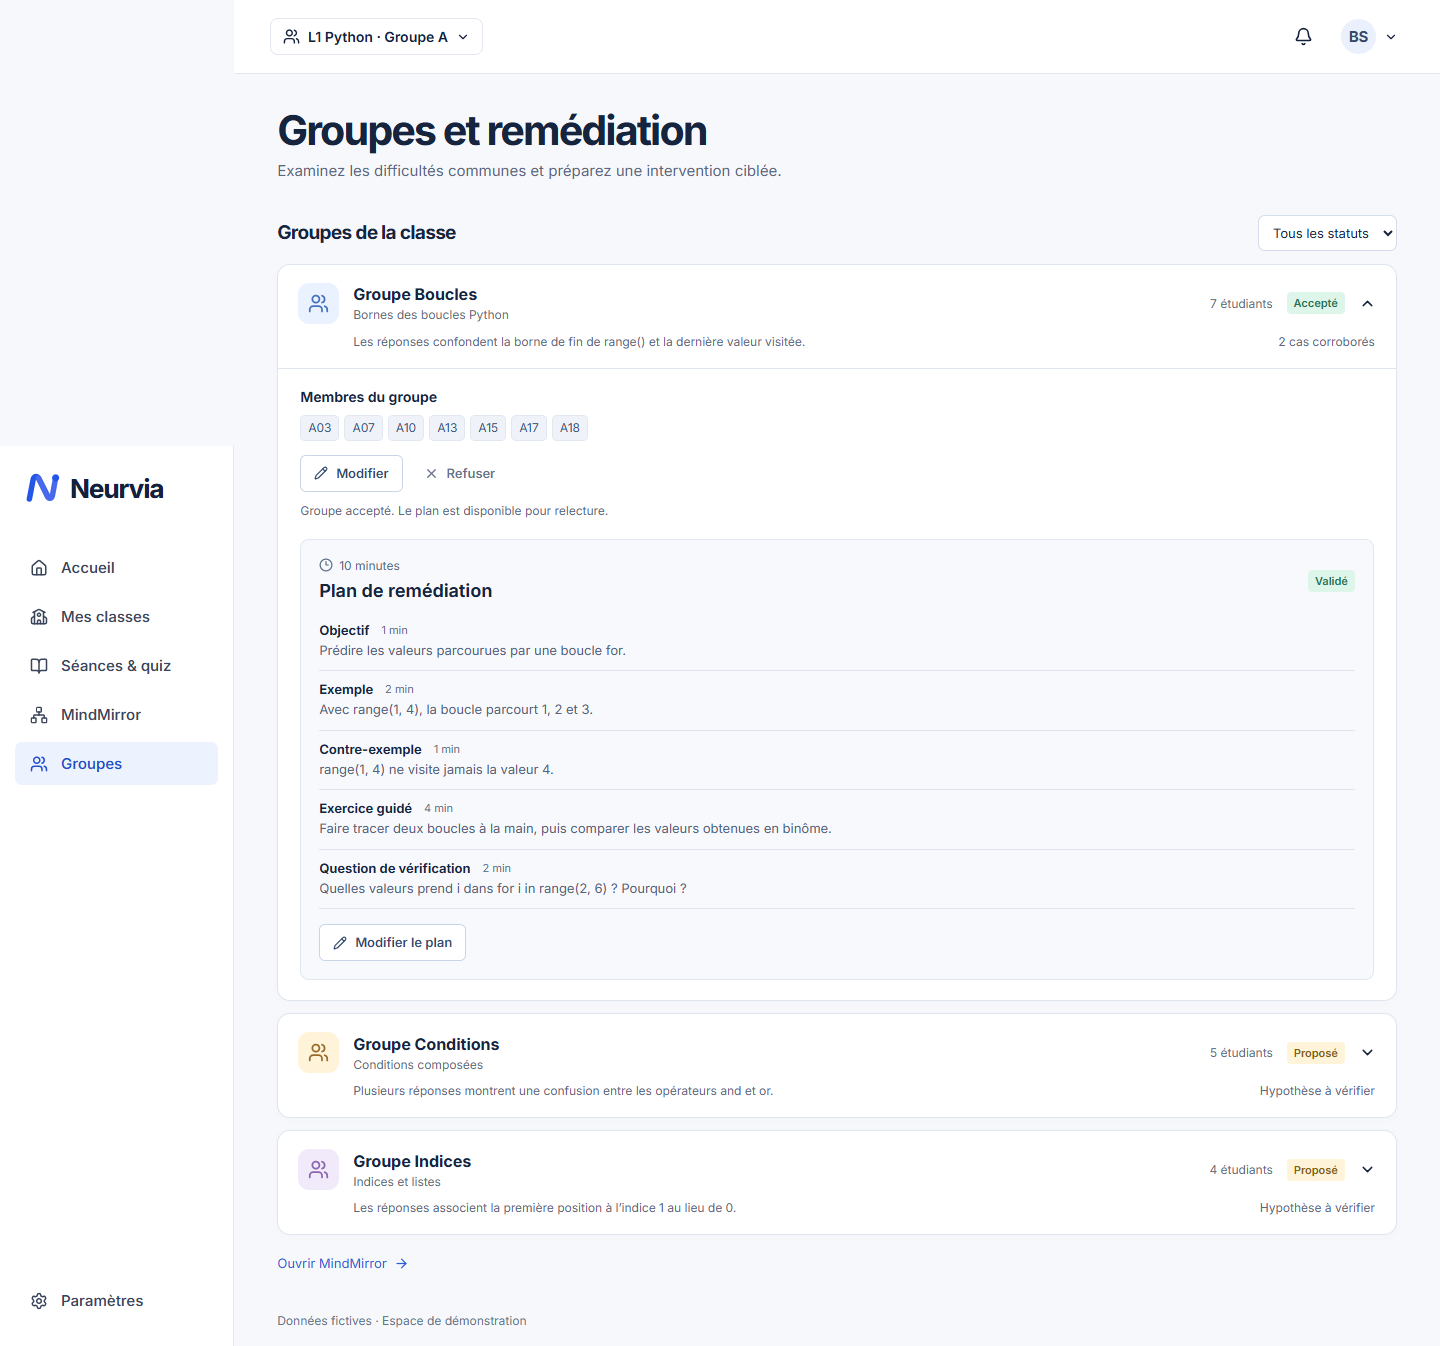 L1 Python · Groupe A
BS
Groupes et remédiation
Examinez les difficultés communes et préparez une intervention ciblée.
Groupes de la classe
Tous les statuts
Groupe Boucles
Bornes des boucles Python
7 étudiants
Accepté
Les réponses confondent la borne de fin de range() et la dernière valeur visitée.
2 cas corroborés
Membres du groupe
A03 A07 A10 A13 A15 A17 A18
Modifier
Refuser
Groupe accepté. Le plan est disponible pour relecture.
10 minutes
Plan de remédiation
Validé
Objectif 1 min
Prédire les valeurs parcourues par une boucle for.
Exemple 2 min
Avec range(1, 4), la boucle parcourt 1, 2 et 3.
Contre-exemple 1 min
range(1, 4) ne visite jamais la valeur 4.
Exercice guidé 4 min
Faire tracer deux boucles à la main, puis comparer les valeurs obtenues en binôme.
Question de vérification 2 min
Quelles valeurs prend i dans for i in range(2, 6) ? Pourquoi ?
Modifier le plan
Groupe Conditions
Conditions composées
5 étudiants
Proposé
Plusieurs réponses montrent une confusion entre les opérateurs and et or.
Hypothèse à vérifier
Groupe Indices
Indices et listes
4 étudiants
Proposé
Les réponses associent la première position à l’indice 1 au lieu de 0.
Hypothèse à vérifier
Ouvrir MindMirror
Données fictives · Espace de démonstration
Neurvia
Accueil
Mes classes
Séances & quiz
MindMirror
Groupes
Paramètres